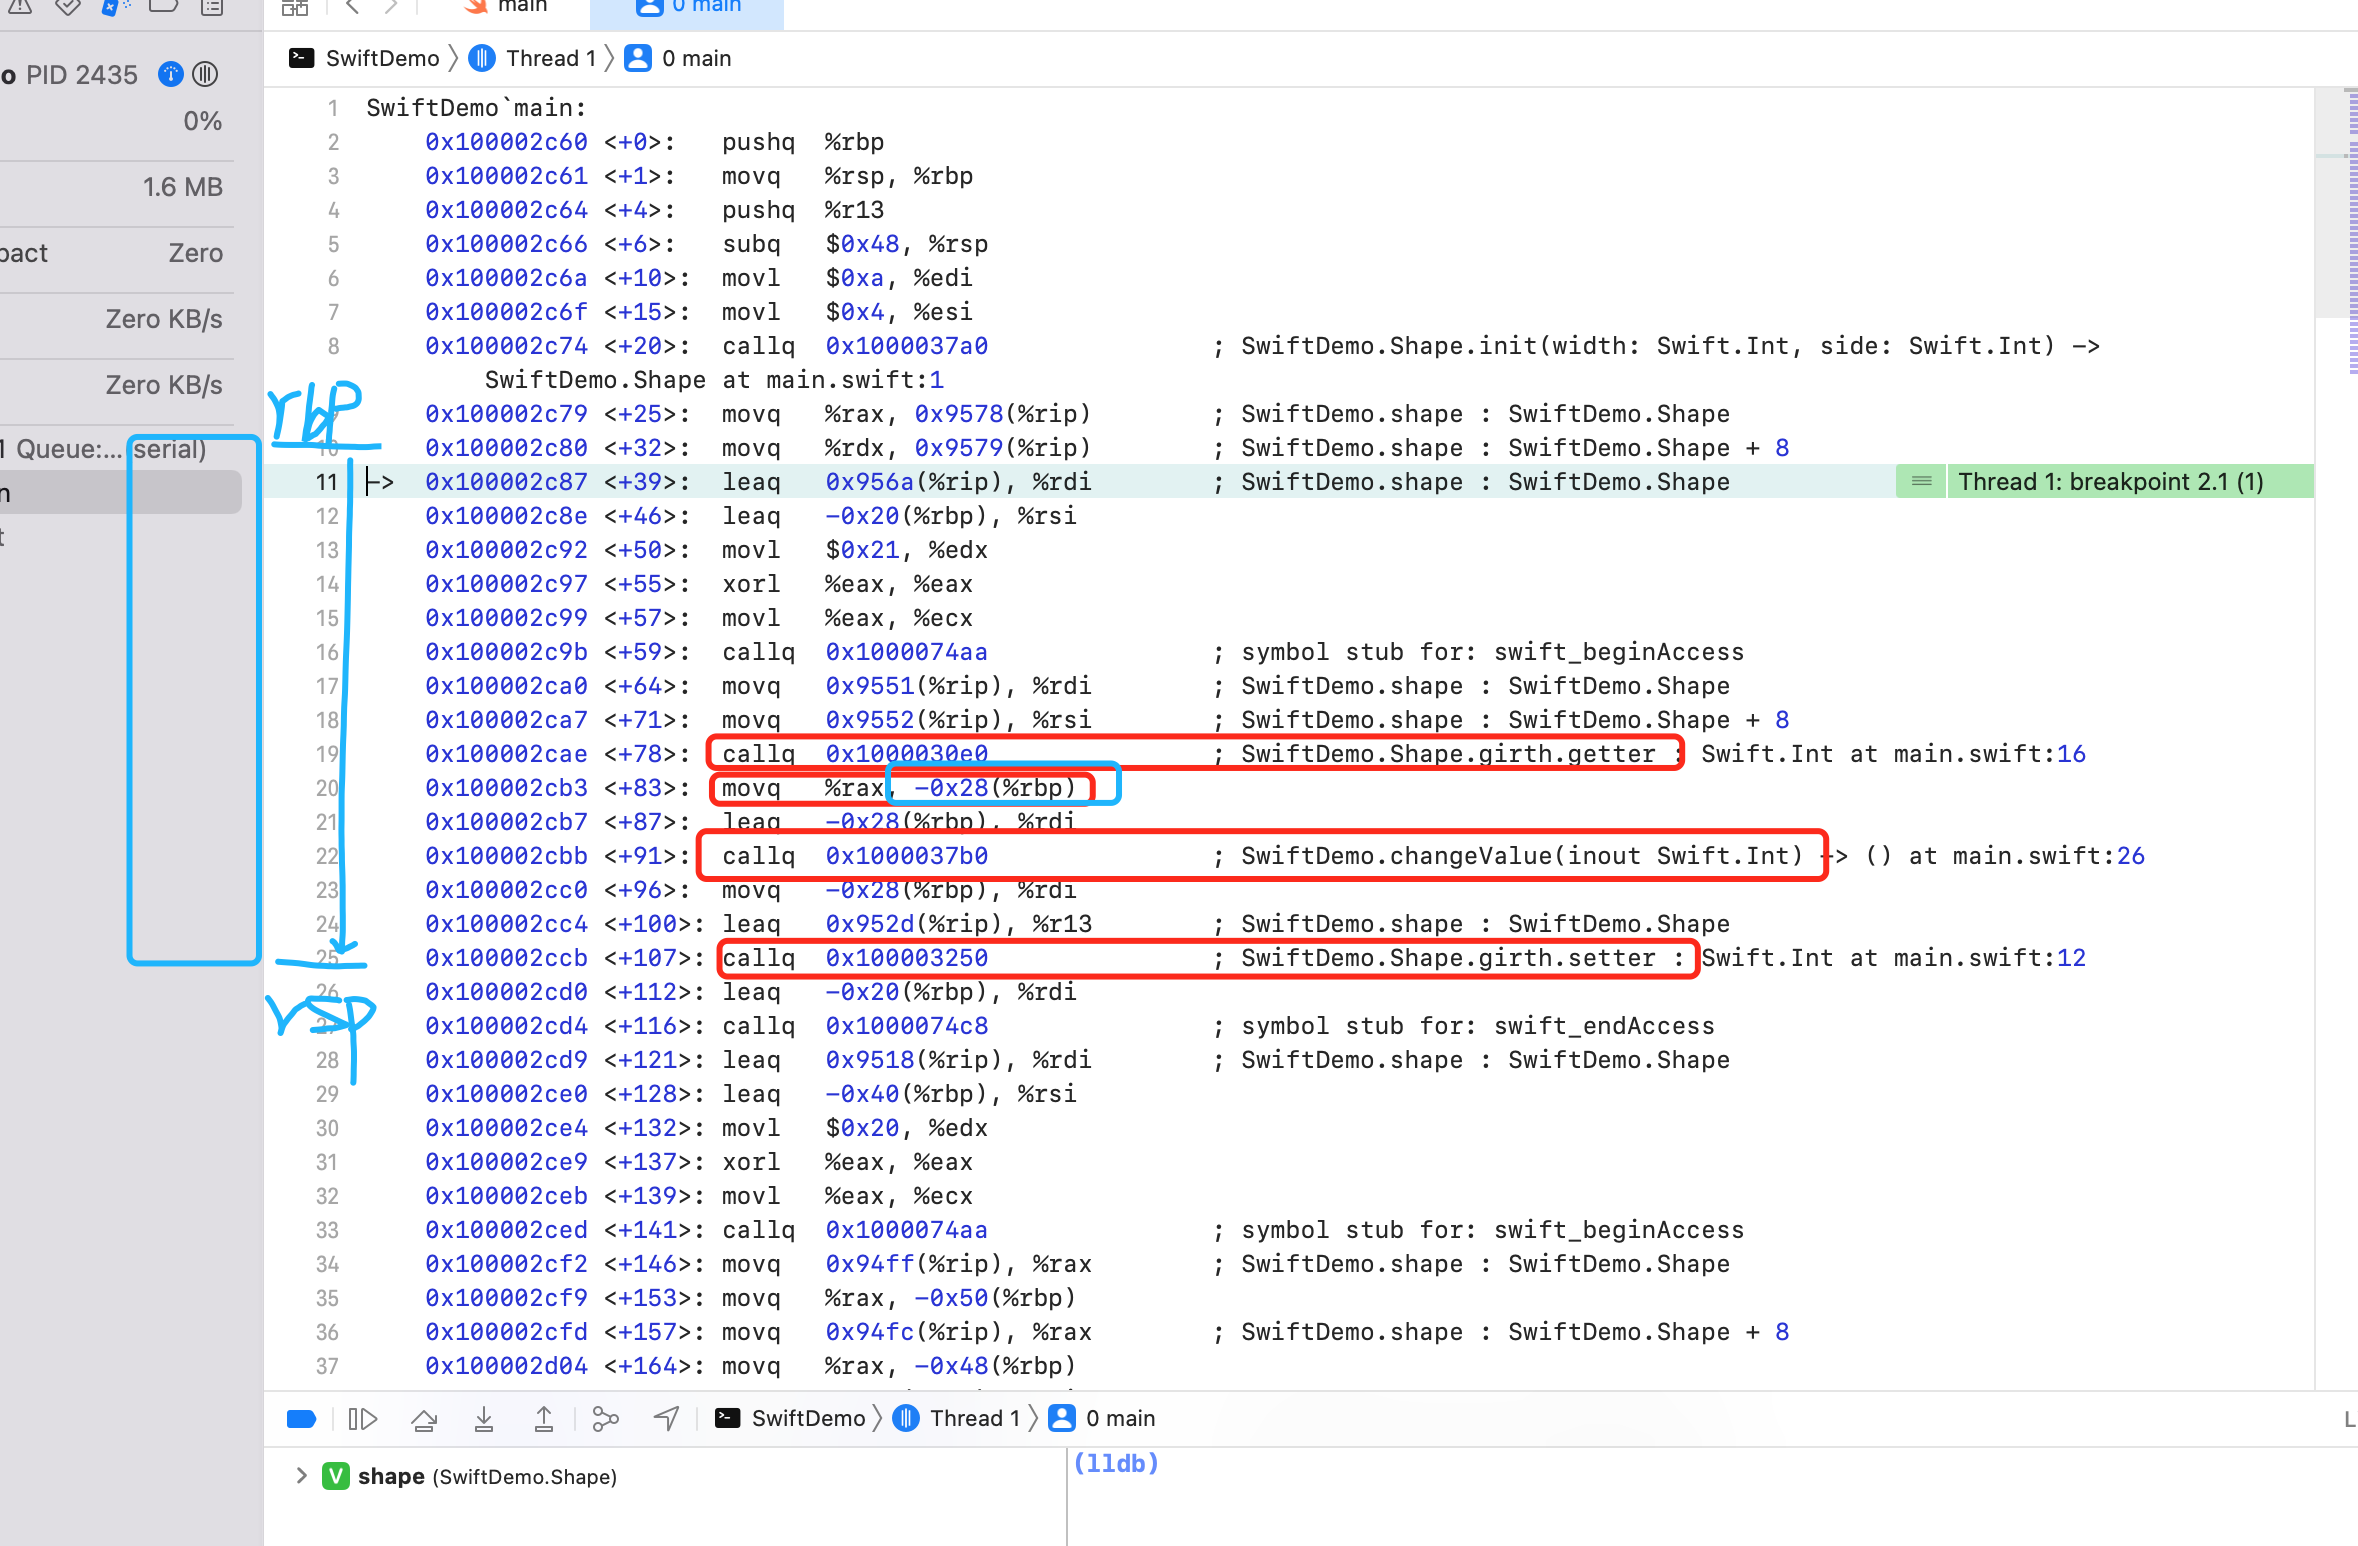 main
0 main
SwiftDemo Thread 1 0 main
o PID 2435
0%
1.6 MB
pact Zero
Zero KB/s
Zero KB/s
1 Queue:... serial)
n
t
1 SwiftDemo`main:
2 0x100002c60 <+0>: pushq %rbp
3 0x100002c61 <+1>: movq %rsp, %rbp
4 0x100002c64 <+4>: pushq %r13
5 0x100002c66 <+6>: subq $0x48, %rsp
6 0x100002c6a <+10>: movl $0xa, %edi
7 0x100002c6f <+15>: movl $0x4, %esi
8 0x100002c74 <+20>: callq 0x1000037a0 ; SwiftDemo.Shape.init(width: Swift.Int, side: Swift.Int) ->
SwiftDemo.Shape at main.swift:1
rbp
0x100002c79 <+25>: movq %rax, 0x9578(%rip) ; SwiftDemo.shape : SwiftDemo.Shape
10 0x100002c80 <+32>: movq %rdx, 0x9579(%rip) ; SwiftDemo.shape : SwiftDemo.Shape + 8
11 -> 0x100002c87 <+39>: leaq 0x956a(%rip), %rdi ; SwiftDemo.shape : SwiftDemo.Shape Thread 1: breakpoint 2.1 (1)
12 0x100002c8e <+46>: leaq -0x20(%rbp), %rsi
13 0x100002c92 <+50>: movl $0x21, %edx
14 0x100002c97 <+55>: xorl %eax, %eax
15 0x100002c99 <+57>: movl %eax, %ecx
16 0x100002c9b <+59>: callq 0x1000074aa ; symbol stub for: swift_beginAccess
17 0x100002ca0 <+64>: movq 0x9551(%rip), %rdi ; SwiftDemo.shape : SwiftDemo.Shape
18 0x100002ca7 <+71>: movq 0x9552(%rip), %rsi ; SwiftDemo.shape : SwiftDemo.Shape + 8
19 0x100002cae <+78>: callq 0x1000030e0 ; SwiftDemo.Shape.girth.getter : Swift.Int at main.swift:16
20 0x100002cb3 <+83>: movq %rax, -0x28(%rbp)
21 0x100002cb7 <+87>: leaq -0x28(%rbp), %rdi
22 0x100002cbb <+91>: callq 0x1000037b0 ; SwiftDemo.changeValue(inout Swift.Int) -> () at main.swift:26
23 0x100002cc0 <+96>: movq -0x28(%rbp), %rdi
24 0x100002cc4 <+100>: leaq 0x952d(%rip), %r13 ; SwiftDemo.shape : SwiftDemo.Shape
25 0x100002ccb <+107>: callq 0x100003250 ; SwiftDemo.Shape.girth.setter : Swift.Int at main.swift:12
26 0x100002cd0 <+112>: leaq -0x20(%rbp), %rdi
rsp
27 0x100002cd4 <+116>: callq 0x1000074c8 ; symbol stub for: swift_endAccess
28 0x100002cd9 <+121>: leaq 0x9518(%rip), %rdi ; SwiftDemo.shape : SwiftDemo.Shape
29 0x100002ce0 <+128>: leaq -0x40(%rbp), %rsi
30 0x100002ce4 <+132>: movl $0x20, %edx
31 0x100002ce9 <+137>: xorl %eax, %eax
32 0x100002ceb <+139>: movl %eax, %ecx
33 0x100002ced <+141>: callq 0x1000074aa ; symbol stub for: swift_beginAccess
34 0x100002cf2 <+146>: movq 0x94ff(%rip), %rax ; SwiftDemo.shape : SwiftDemo.Shape
35 0x100002cf9 <+153>: movq %rax, -0x50(%rbp)
36 0x100002cfd <+157>: movq 0x94fc(%rip), %rax ; SwiftDemo.shape : SwiftDemo.Shape + 8
37 0x100002d04 <+164>: movq %rax, -0x48(%rbp)
SwiftDemo Thread 1 0 main
L
V shape (SwiftDemo.Shape)
(lldb)